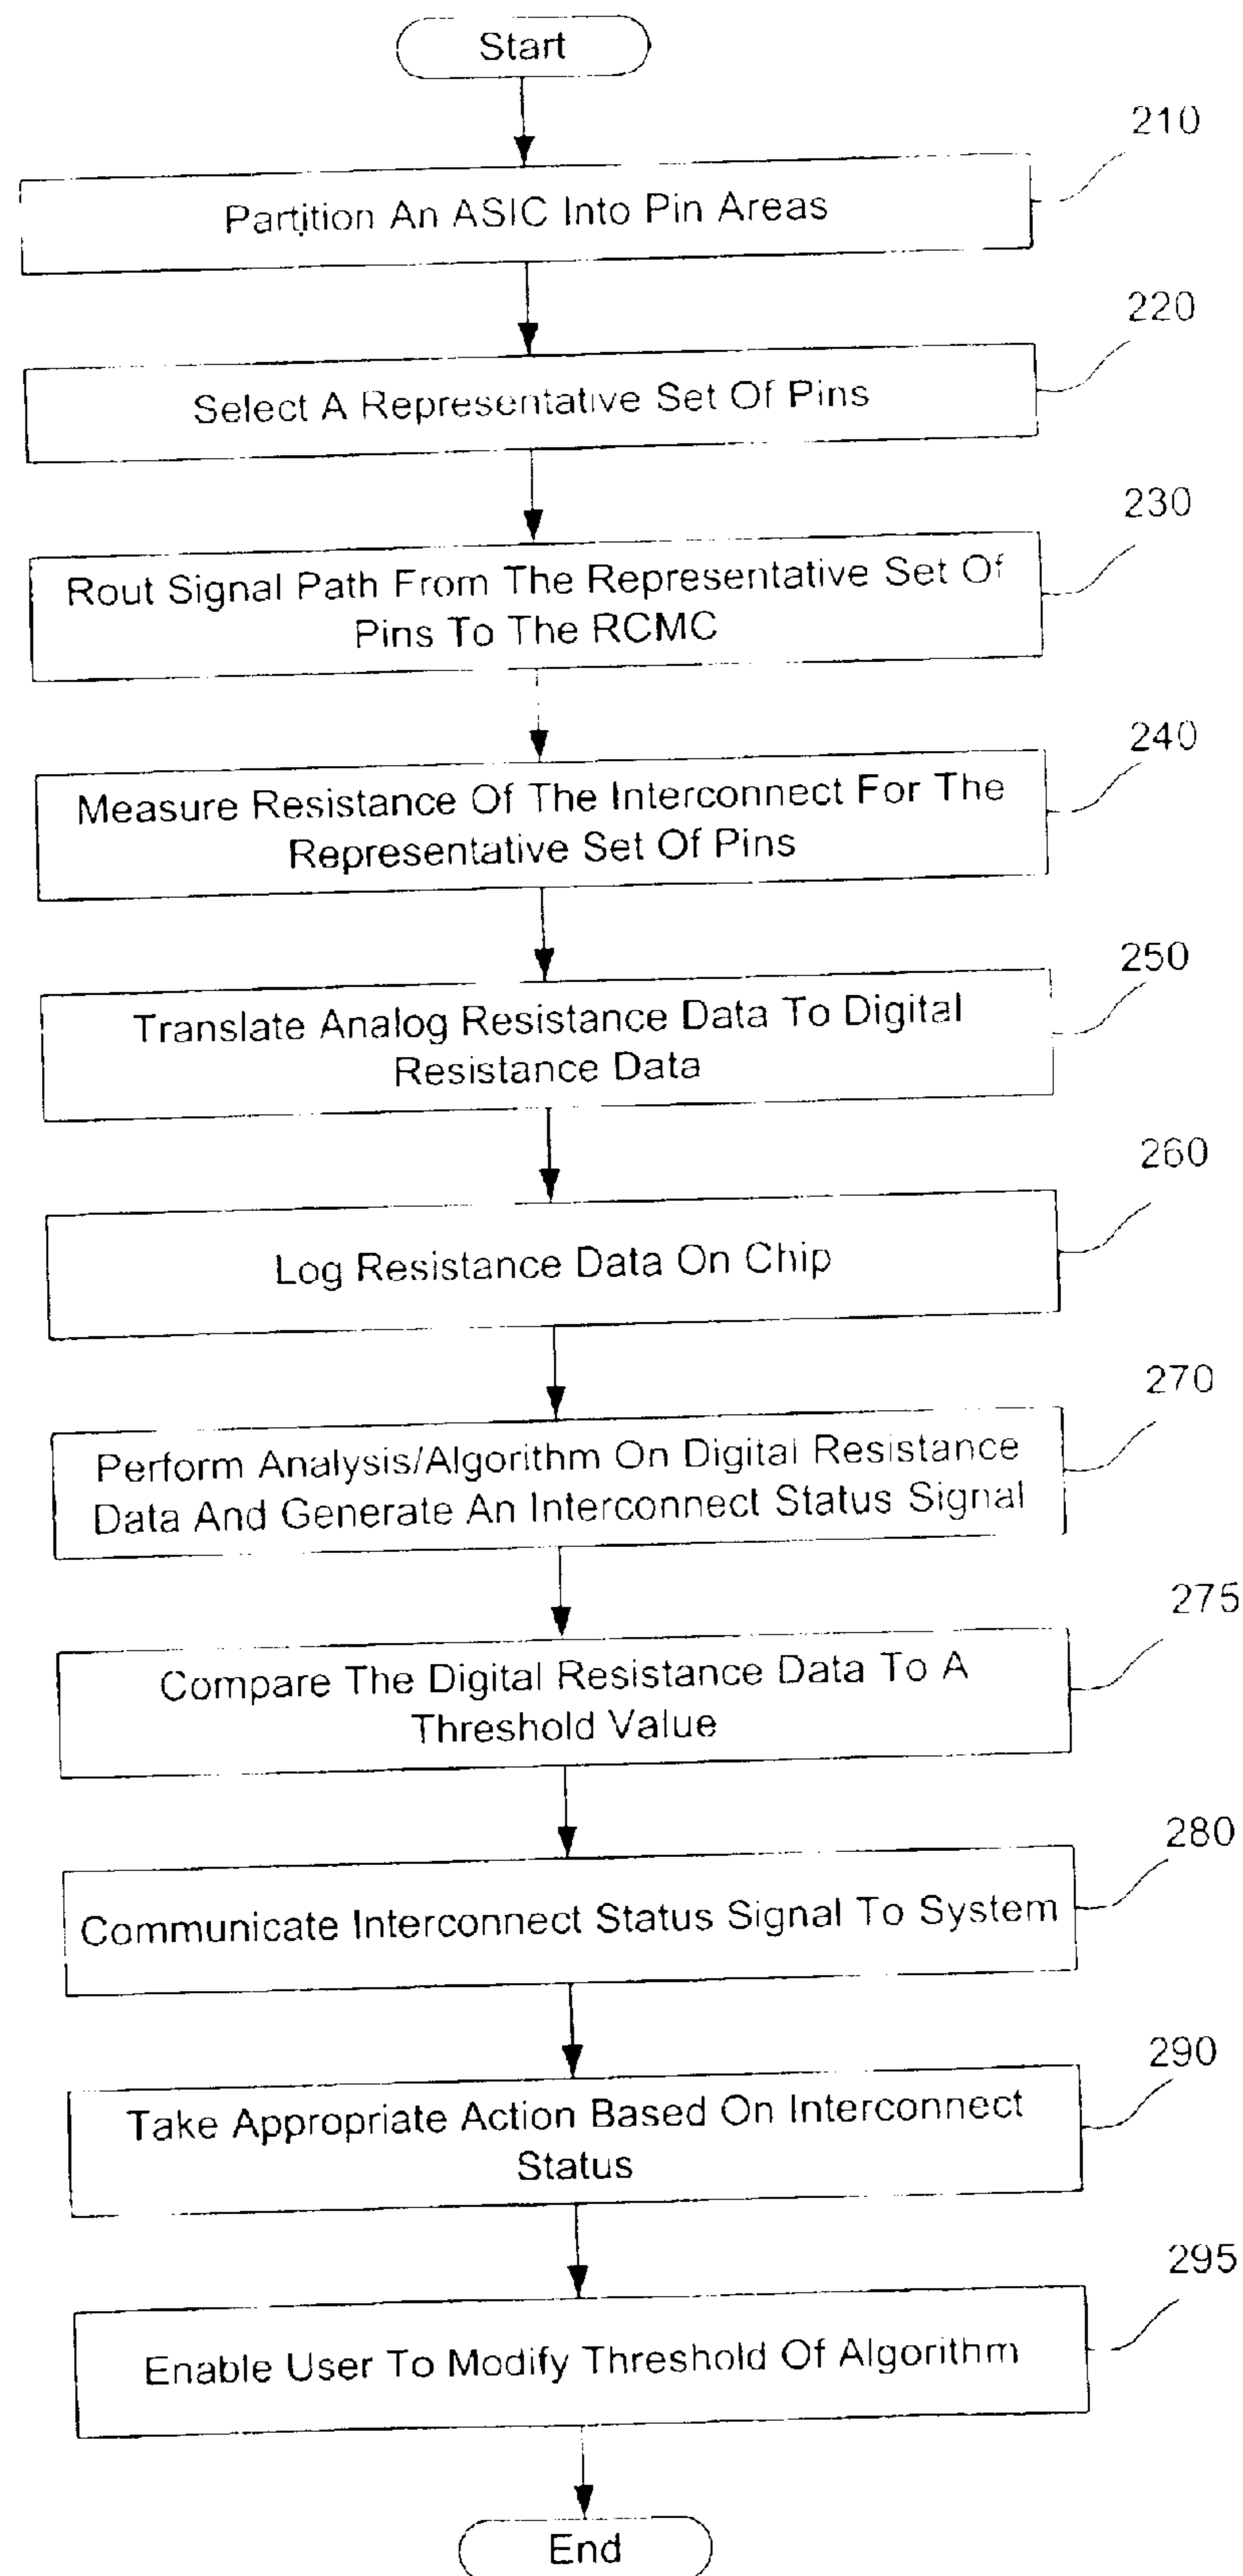 Start
210
Partition An ASIC Into Pin Areas
220
Select A Representative Set Of Pins
230
Rout Signal Path From The Representative Set Of
Pins To The RCMC
240
Measure Resistance Of The Interconnect For The
Representative Set Of Pins
250
Translate Analog Resistance Data To Digital
Resistance Data
260
Log Resistance Data On Chip
270
Perform Analysis/Algorithm On Digital Resistance
Data And Generate An Interconnect Status Signal
275
Compare The Digital Resistance Data To A
Threshold Value
280
Communicate Interconnect Status Signal To System
290
Take Appropriate Action Based On Interconnect
Status
295
Enable User To Modify Threshold Of Algorithm
End